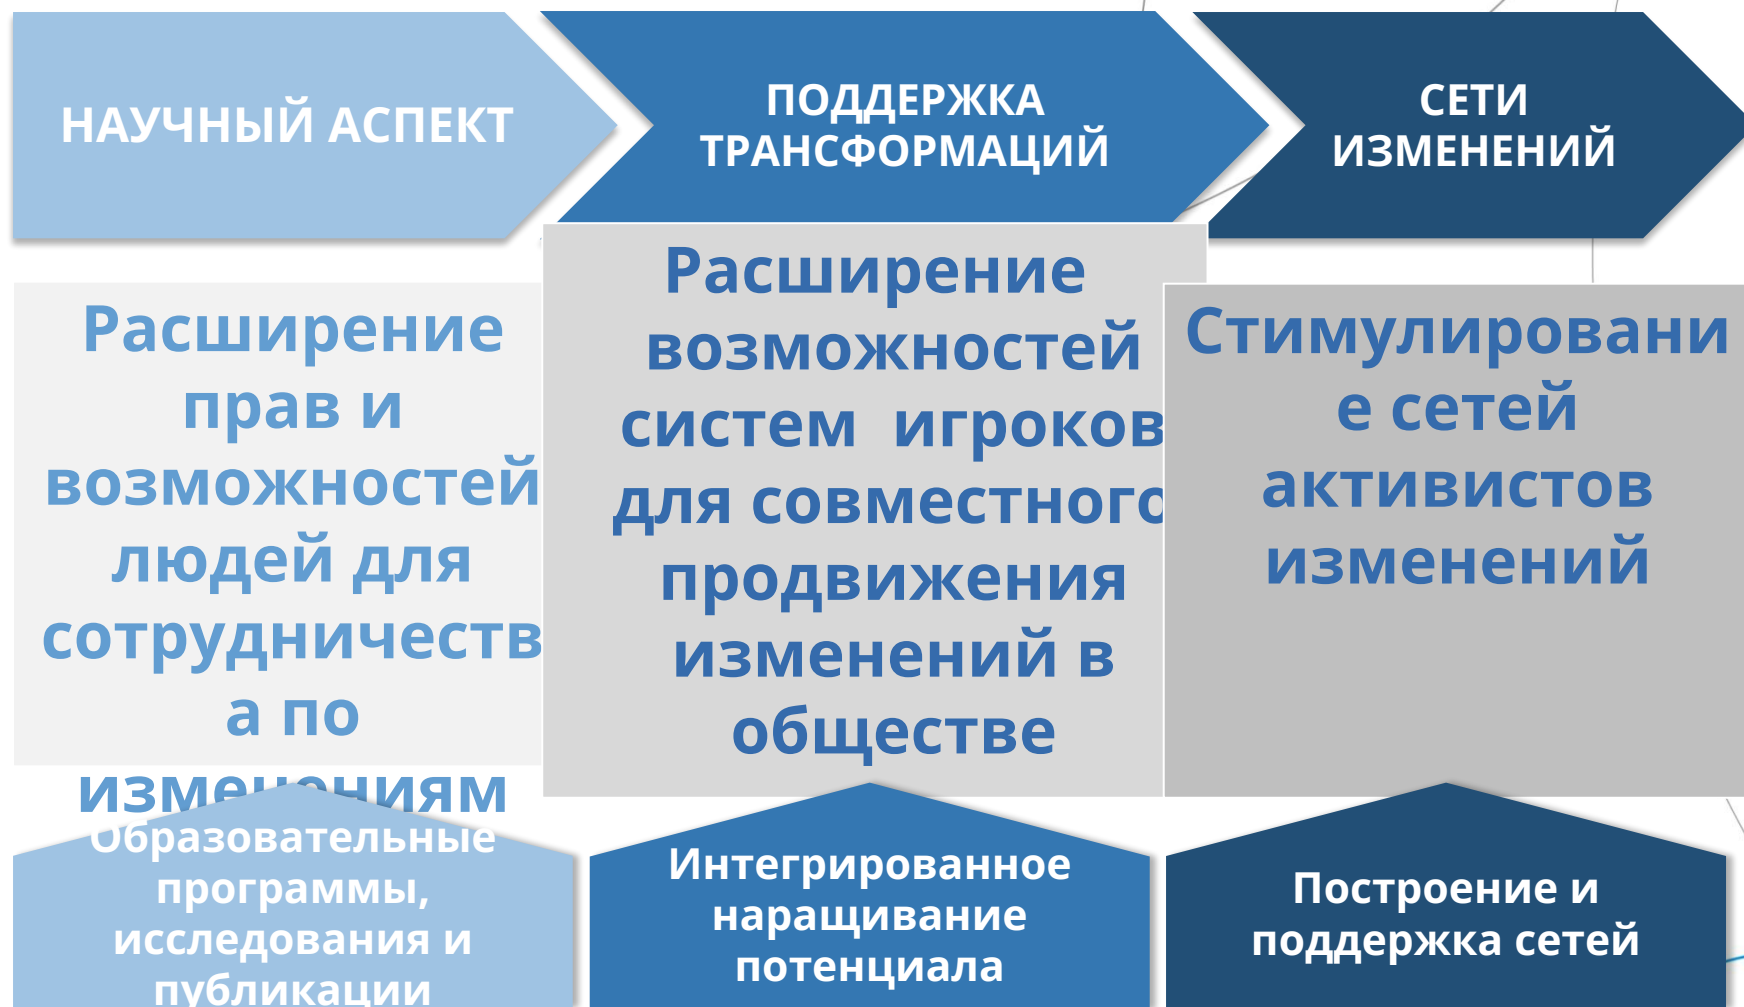 НАУЧНЫЙ АСПЕКТ
ПОДДЕРЖКА
ТРАНСФОРМАЦИЙ
СЕТИ
ИЗМЕНЕНИЙ
Расширение
прав и
возможностей
людей для
сотрудничеств
а по
изменениям
Расширение
возможностей
систем игроков
для совместного
продвижения
изменений в
обществе
Стимулировани
е сетей
активистов
изменений
Образовательные
программы,
исследования и
публикации
Интегрированное
наращивание
потенциала
Построение и
поддержка сетей